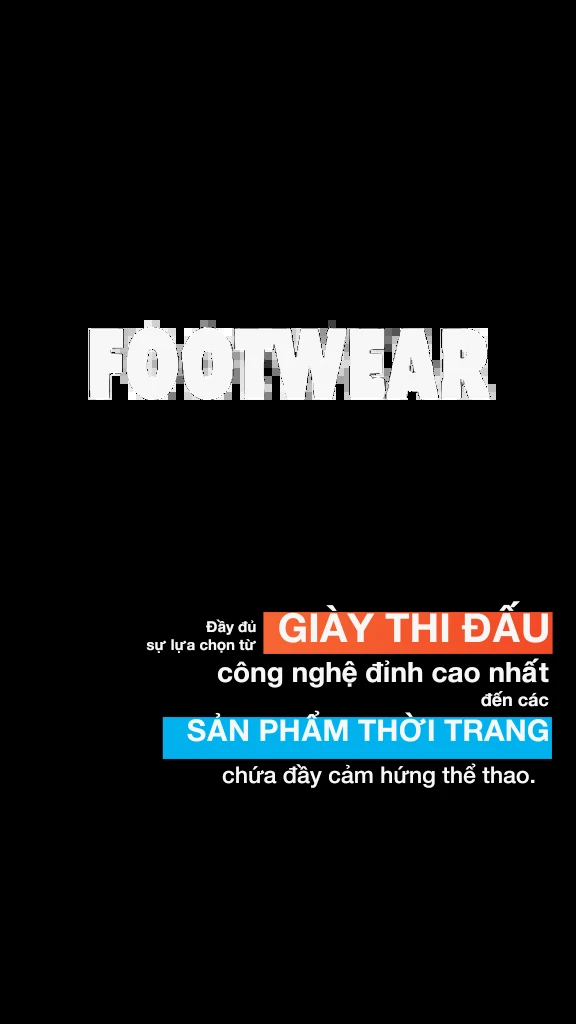 FOOTWEAR
Đầy đủ
sự lựa chọn từ
GIÀY THI ĐẤU
công nghệ đỉnh cao nhất
đến các
SẢN PHẨM THỜI TRANG
chứa đầy cảm hứng thể thao.